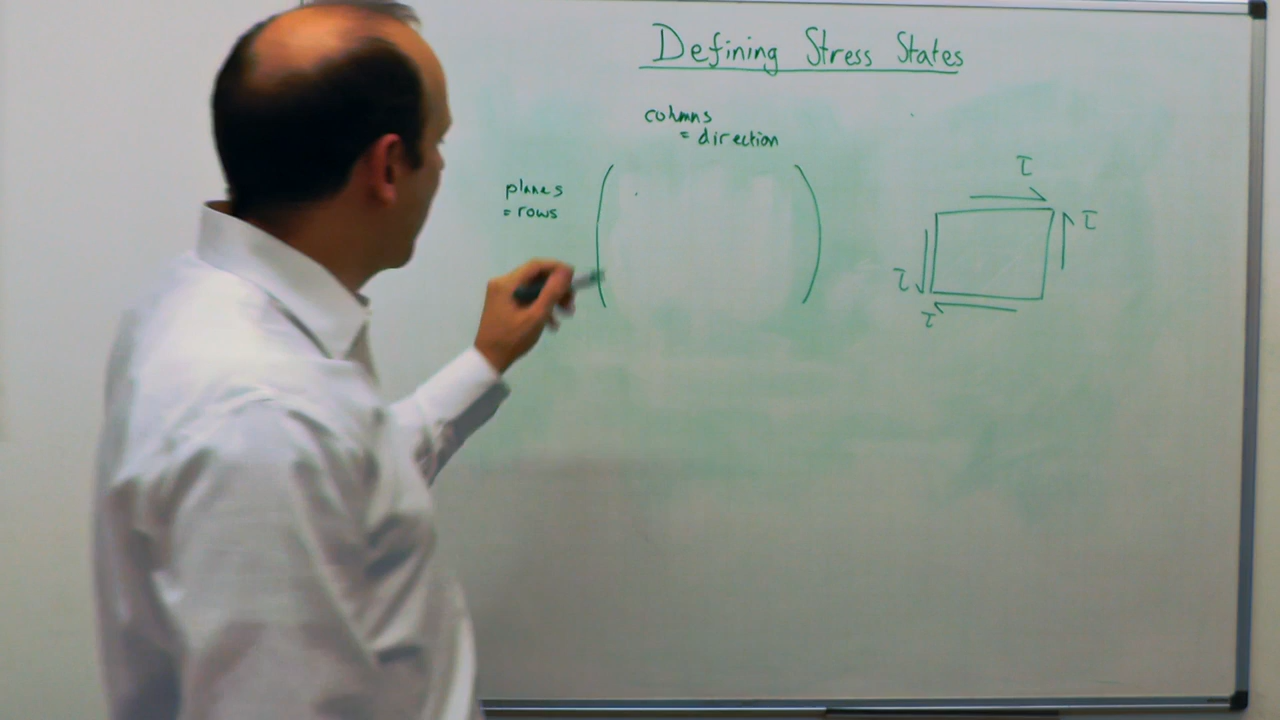 Defining Stress States
columns
= direction
planes
= rows
τ
τ
τ
τ